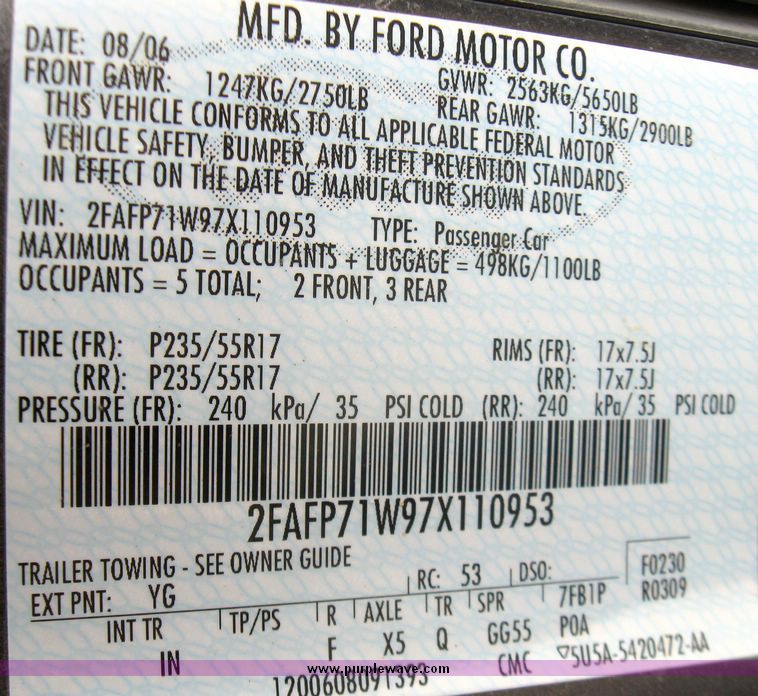 MFD. BY FORD MOTOR CO.
DATE: 08/06 GVWR: 2563KG/5650LB
FRONT GAWR: 1247KG/2750LB REAR GAWR: 1315KG/2900LB
THIS VEHICLE CONFORMS TO ALL APPLICABLE FEDERAL MOTOR
VEHICLE SAFETY, BUMPER, AND THEFT PREVENTION STANDARDS
IN EFFECT ON THE DATE OF MANUFACTURE SHOWN ABOVE.
VIN: 2FAFP71W97X110953 TYPE: Passenger Car
MAXIMUM LOAD = OCCUPANTS + LUGGAGE = 498KG/1100LB
OCCUPANTS = 5 TOTAL; 2 FRONT, 3 REAR
TIRE (FR): P235/55R17 RIMS (FR): 17x7.5J
(RR): P235/55R17 (RR): 17x7.5J
PRESSURE (FR): 240 kPa/ 35 PSI COLD (RR): 240 kPa/ 35 PSI COLD
2FAFP71W97X110953
TRAILER TOWING - SEE OWNER GUIDE
EXT PNT: YG RC: 53 DSO: F0230
R0309
INT TR TP/PS R AXLE TR SPR 7FB1P
IN F X5 Q GG55 POA
CMC ▽5U5A-5420472-AA
1200608091393
www.purplewave.com